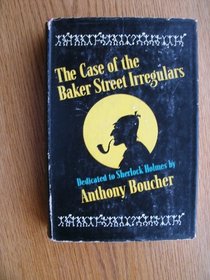 The Case of the
Baker Street Irregulars
Dedicated to Sherlock Holmes by
Anthony Boucher